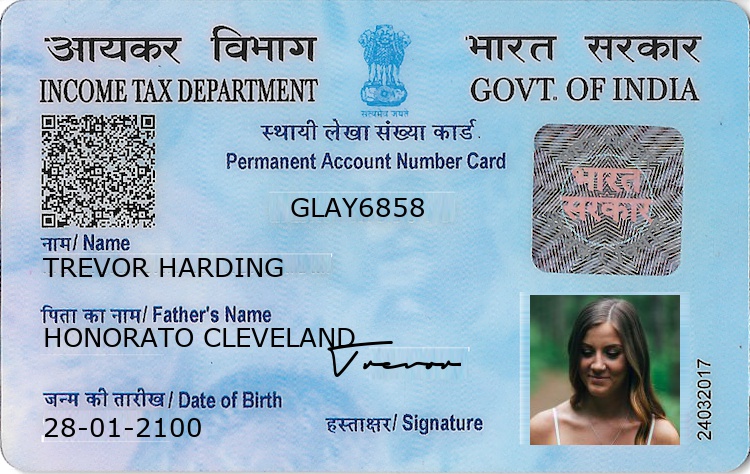 आयकर विभाग
INCOME TAX DEPARTMENT
भारत सरकार
GOVT. OF INDIA
सत्यमेव जयते
स्थायी लेखा संख्या कार्ड
Permanent Account Number Card
GLAY6858
भारत
सरकार
नाम/ Name
TREVOR HARDING
पिता का नाम/ Father's Name
HONORATO CLEVELAND
Trevor
जन्म की तारीख / Date of Birth
28-01-2100
हस्ताक्षर/ Signature
24032017